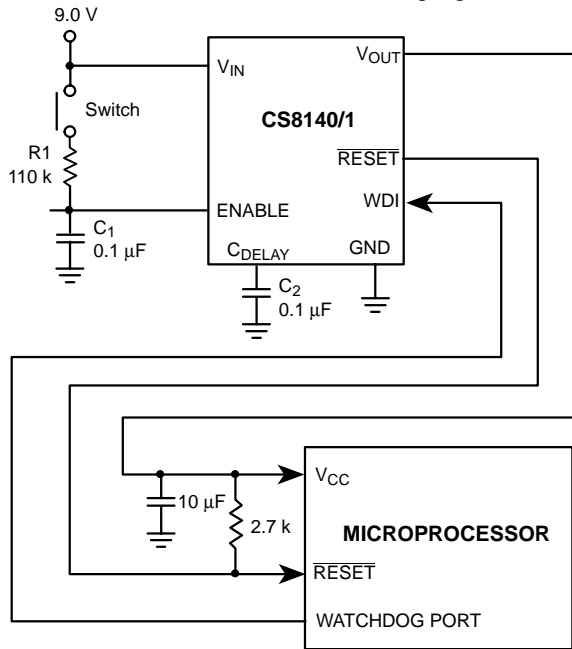 9.0 V
VIN
VOUT
Switch
CS8140/1
R1
110 k
RESET
WDI
ENABLE
C1
0.1 μF
CDELAY
GND
C2
0.1 μF
VCC
10 μF
2.7 k
MICROPROCESSOR
RESET
WATCHDOG PORT